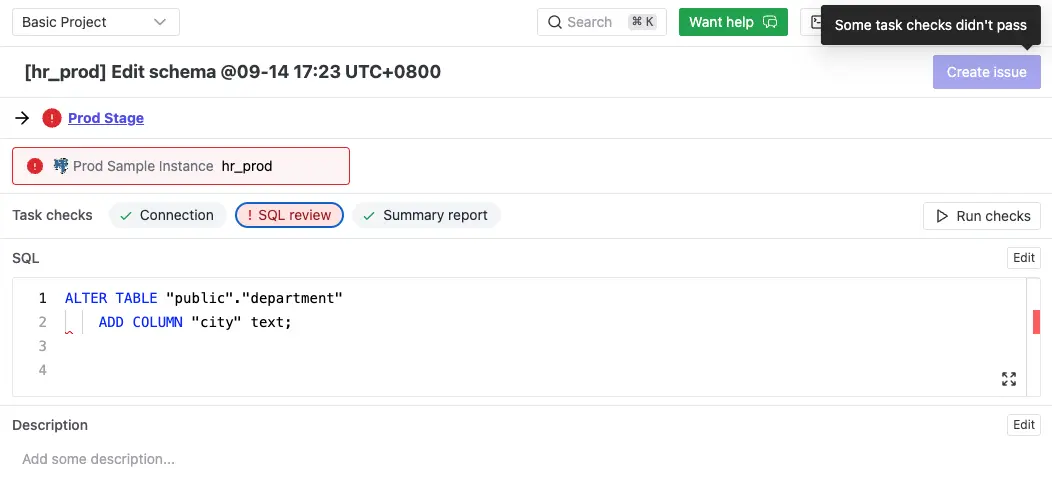 Basic Project
Search ⌘ K
Want help
Some task checks didn't pass
[hr_prod] Edit schema @09-14 17:23 UTC+0800
Create issue
Prod Stage
Prod Sample Instance hr_prod
Task checks Connection ! SQL review Summary report Run checks
SQL Edit
1 ALTER TABLE "public"."department"
2 ADD COLUMN "city" text;
3
4
Description Edit
Add some description...